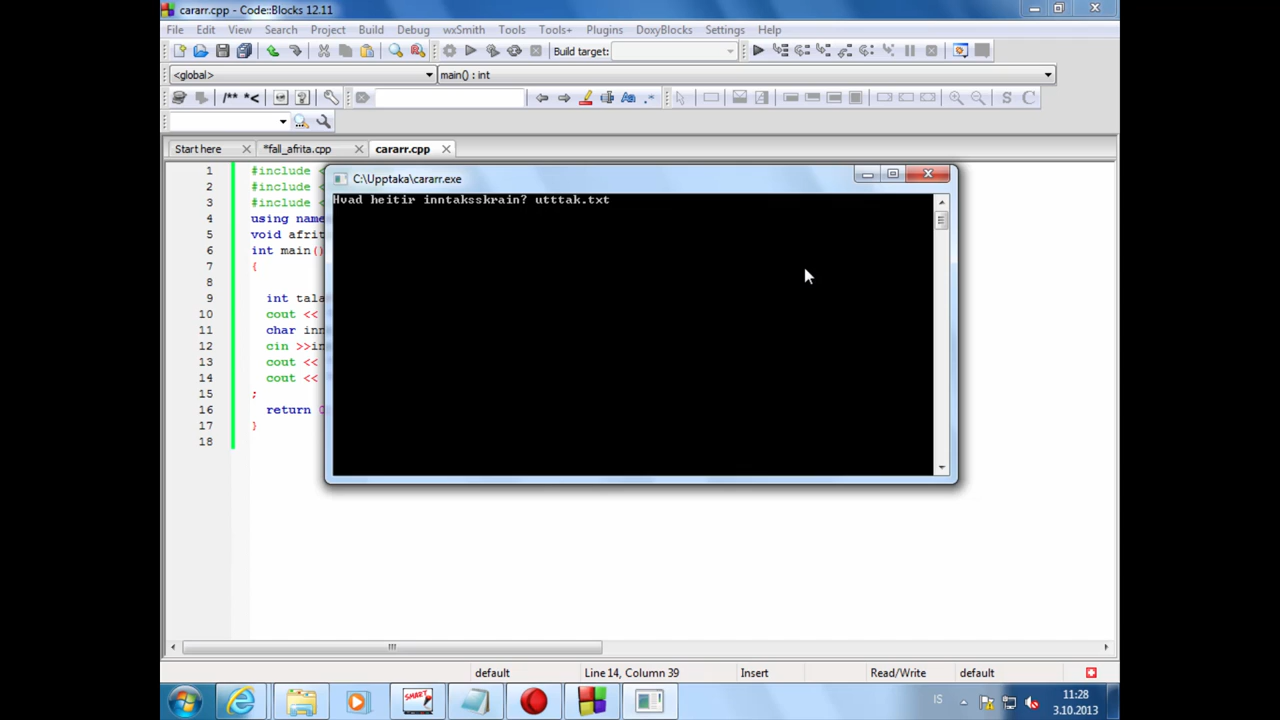 cararr.cpp - Code::Blocks 12.11
File Edit View Search Project Build Debug wxSmith Tools Tools+ Plugins DoxyBlocks Settings Help
Build target:
<global> main() : int
/** *<
Start here *fall_afrita.cpp cararr.cpp
C:\Upptaka\cararr.exe
Hvad heitir inntaksskrain? utttak.txt
1 #include <
2 #include <
3 #include <
4 using name
5 void afrit
6 int main()
7 {
8
9 int tala
10 cout <<
11 char inn
12 cin >>in
13 cout <<
14 cout <<
15 ;
16 return 0
17 }
18
default Line 14, Column 39 Insert Read/Write default
SMART
IS
11:28
3.10.2013